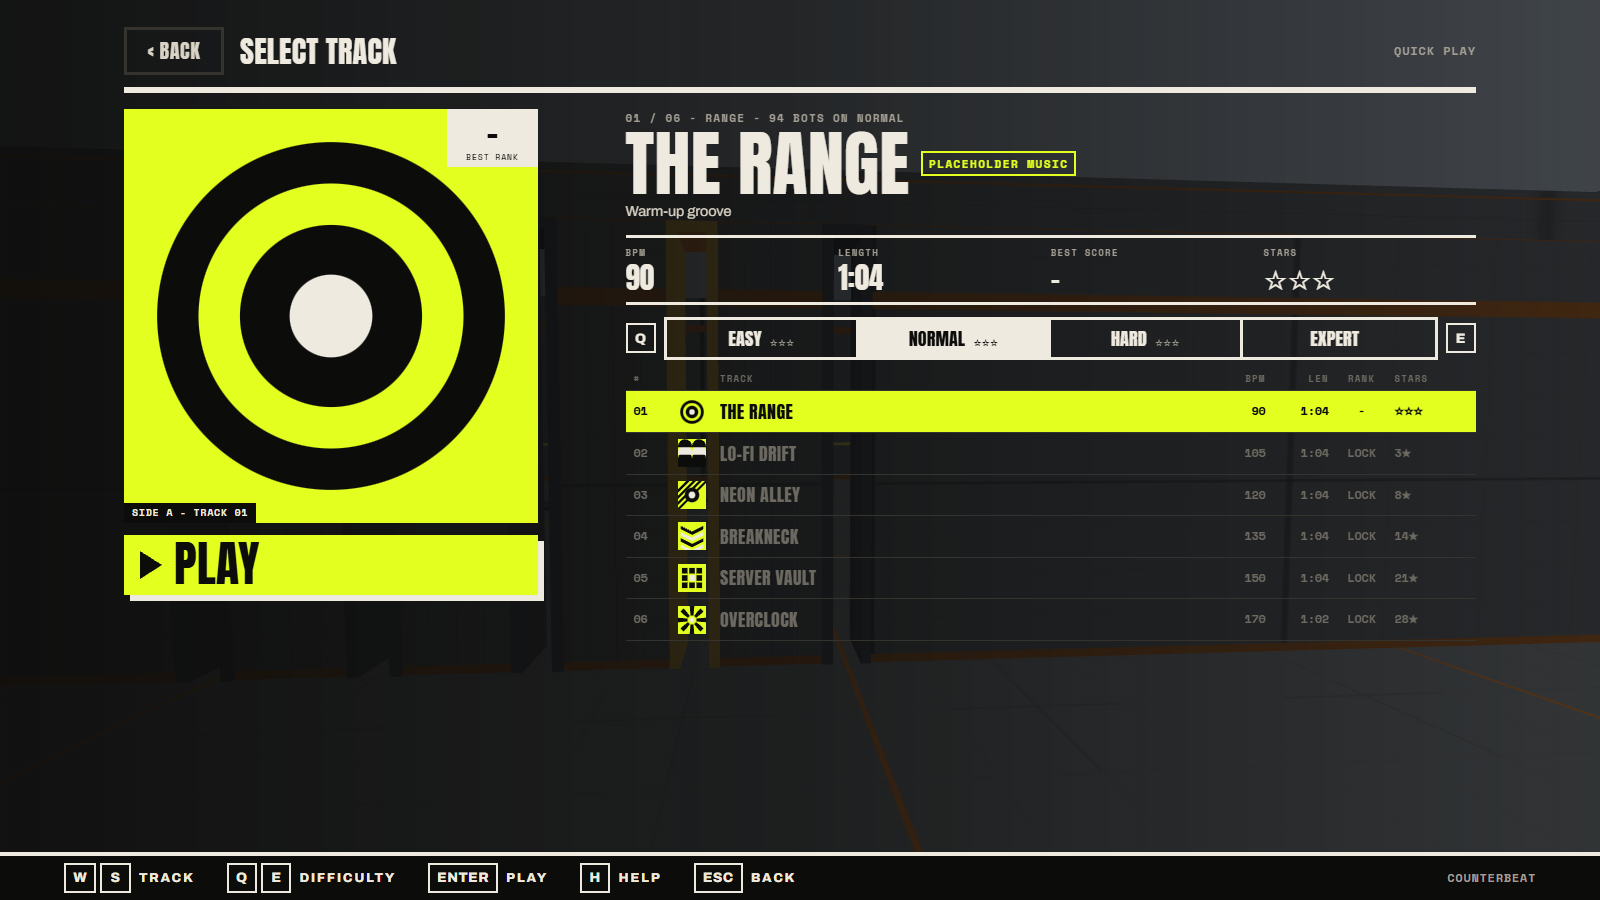 < BACK
SELECT TRACK
QUICK PLAY
-
BEST RANK
SIDE A - TRACK 01
PLAY
01 / 06 - RANGE - 94 BOTS ON NORMAL
THE RANGE
PLACEHOLDER MUSIC
Warm-up groove
BPM LENGTH BEST SCORE STARS
90 1:04 - ☆☆☆
Q EASY ☆☆☆ NORMAL ☆☆☆ HARD ☆☆☆ EXPERT E
# TRACK BPM LEN RANK STARS
01 THE RANGE 90 1:04 - ☆☆☆
02 LO-FI DRIFT 105 1:04 LOCK 3★
03 NEON ALLEY 120 1:04 LOCK 8★
04 BREAKNECK 135 1:04 LOCK 14★
05 SERVER VAULT 150 1:04 LOCK 21★
06 OVERCLOCK 170 1:02 LOCK 28★
W S TRACK Q E DIFFICULTY ENTER PLAY H HELP ESC BACK COUNTERBEAT